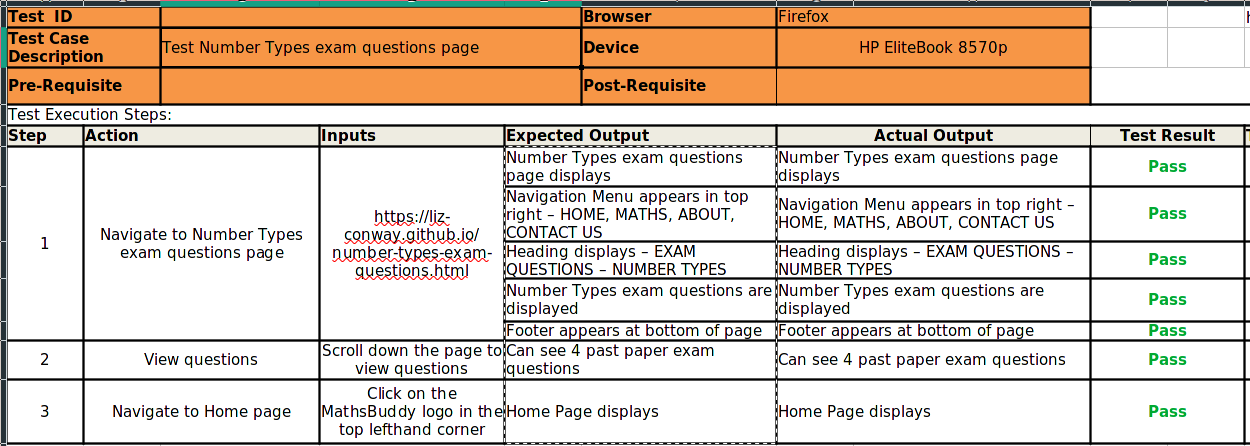 Test  ID
Browser
Firefox
Test Case
Description
Test Number Types exam questions page
Device
HP EliteBook 8570p
Pre-Requisite
Post-Requisite
Test Execution Steps:
Step
Action
Inputs
Expected Output
Actual Output
Test Result
1
Navigate to Number Types
exam questions page
https://liz-
conway.github.io/
number-types-exam-
questions.html
Number Types exam questions
page displays
Number Types exam questions page
displays
Pass
Navigation Menu appears in top
right – HOME, MATHS, ABOUT,
CONTACT US
Navigation Menu appears in top right –
HOME, MATHS, ABOUT, CONTACT US
Pass
Heading displays – EXAM
QUESTIONS – NUMBER TYPES
Heading displays – EXAM QUESTIONS –
NUMBER TYPES
Pass
Number Types exam questions are
displayed
Number Types exam questions are
displayed
Pass
Footer appears at bottom of page
Footer appears at bottom of page
Pass
2
View questions
Scroll down the page to
view questions
Can see 4 past paper exam
questions
Can see 4 past paper exam questions
Pass
3
Navigate to Home page
Click on the
MathsBuddy logo in the
top lefthand corner
Home Page displays
Home Page displays
Pass